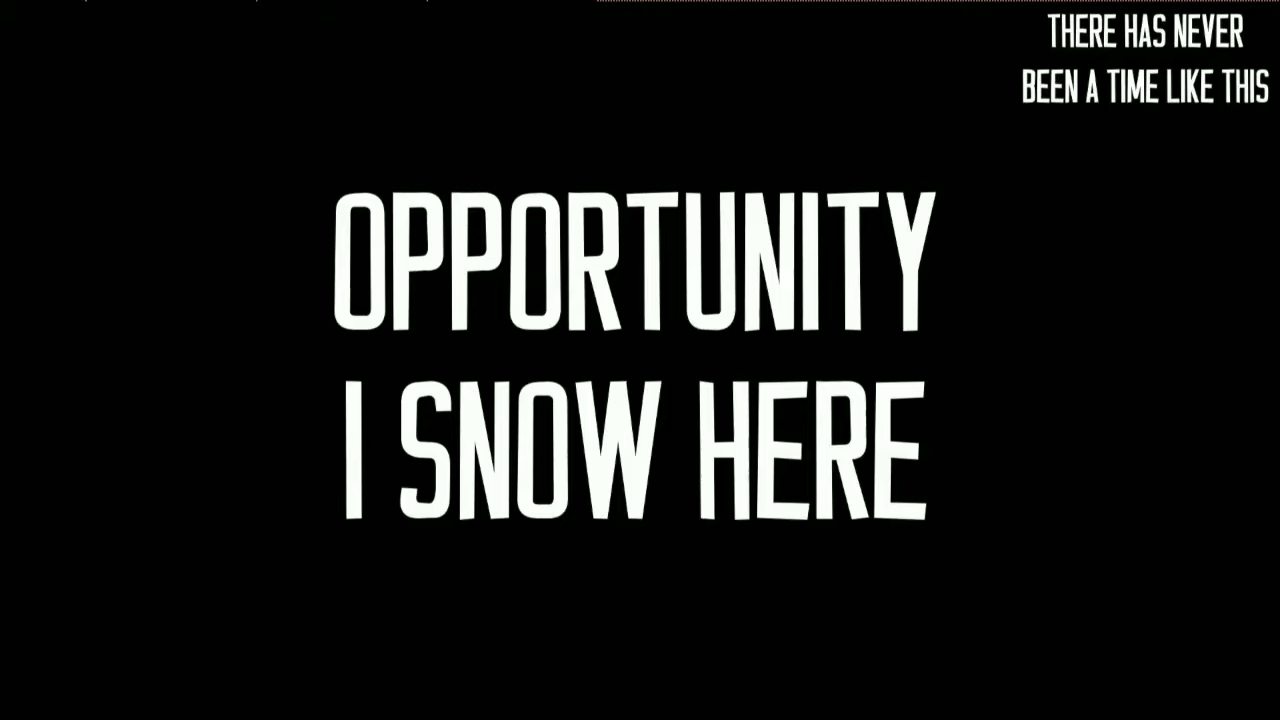 THERE HAS NEVER
BEEN A TIME LIKE THIS
OPPORTUNITY
I SNOW HERE